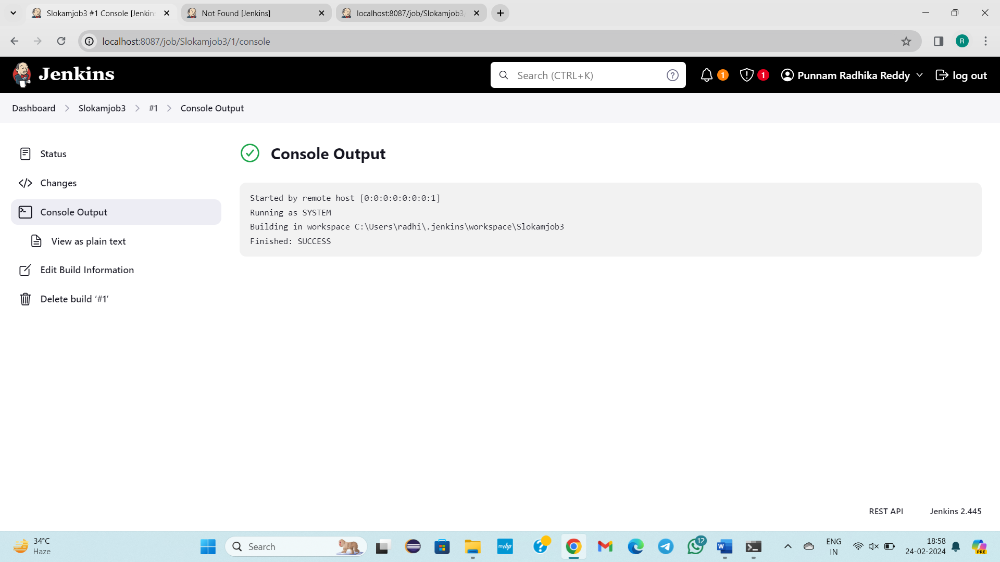 Slokamjob3 #1 Console [Jenkin
Not Found [Jenkins]
localhost:8087/job/Slokamjob3/
localhost:8087/job/Slokamjob3/1/console
R
Jenkins
Search (CTRL+K)
?
1
1
Punnam Radhika Reddy
log out
Dashboard
Slokamjob3
#1
Console Output
Status
Changes
Console Output
View as plain text
Edit Build Information
Delete build ‘#1’
Console Output
Started by remote host [0:0:0:0:0:0:0:1]
Running as SYSTEM
Building in workspace C:\Users\radhi\.jenkins\workspace\Slokamjob3
Finished: SUCCESS
REST API
Jenkins 2.445
34°C
Haze
Search
myhp
?
12
W
PRE
ENG
IN
18:58
24-02-2024